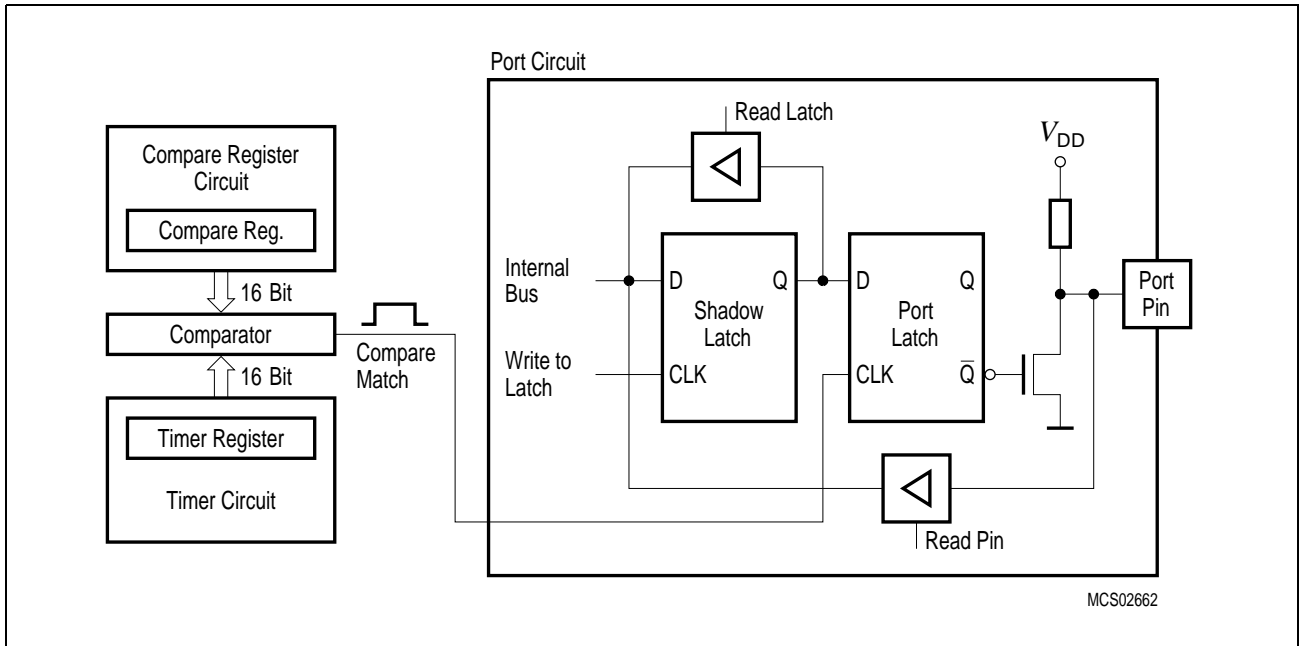 Port Circuit
Compare Register
Circuit
Compare Reg.
16 Bit
Comparator
16 Bit
Timer Register
Timer Circuit
Compare
Match
Read Latch
Internal
Bus
Write to
Latch
D
Q
Shadow
Latch
CLK
D
Q
Port
Latch
CLK
Q̅
VDD
Port
Pin
Read Pin
MCS02662